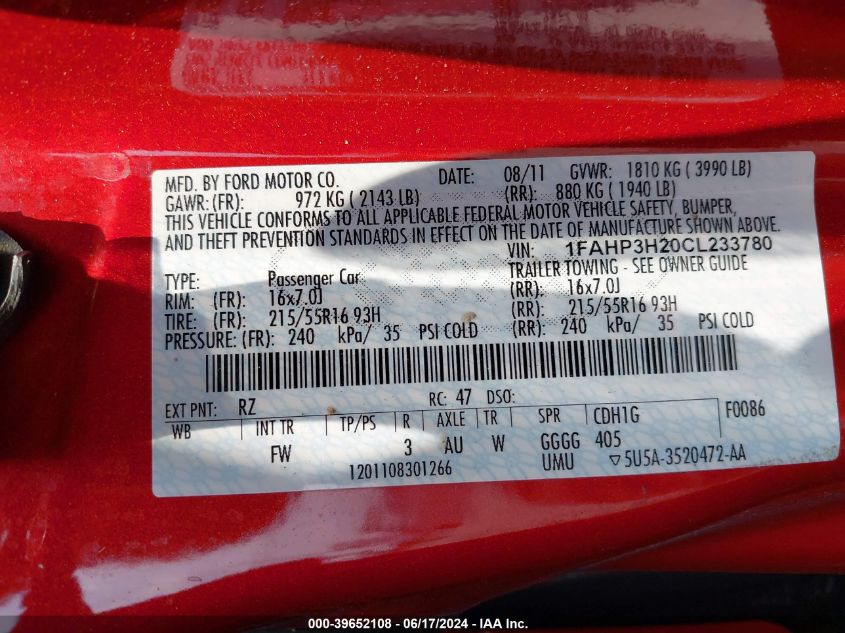 MFD. BY FORD MOTOR CO. DATE: 08/11 GVWR: 1810 KG ( 3990 LB)
GAWR:(FR): 972 KG ( 2143 LB) (RR): 880 KG ( 1940 LB)
THIS VEHICLE CONFORMS TO ALL APPLICABLE FEDERAL MOTOR VEHICLE SAFETY, BUMPER,
AND THEFT PREVENTION STANDARDS IN EFFECT ON THE DATE OF MANUFACTURE SHOWN ABOVE.
VIN: 1FAHP3H20CL233780
TYPE: Passenger Car TRAILER TOWING - SEE OWNER GUIDE
RIM: (FR): 16x7.0J (RR): 16x7.0J
TIRE: (FR): 215/55R16 93H (RR): 215/55R16 93H
PRESSURE:(FR): 240 kPa/ 35 PSI COLD (RR): 240 kPa/ 35 PSI COLD
EXT PNT: RZ RC: 47 DSO:
WB INT TR TP/PS R AXLE TR SPR CDH1G F0086
FW 3 AU W GGGG 405
1201108301266 UMU ▽5U5A-3520472-AA
000-39652108 - 06/17/2024 - IAA Inc.